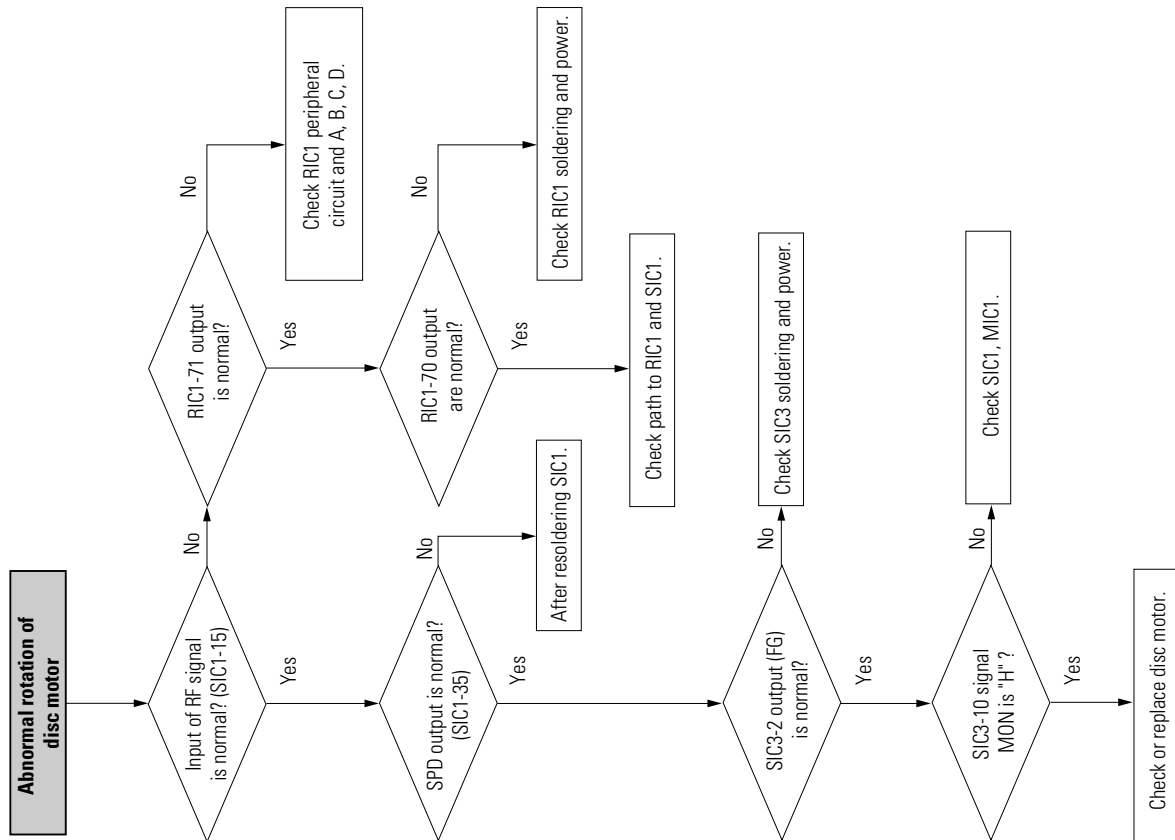 Abnormal rotation of
disc motor
Input of RF signal
is normal? (SIC1-15)
No
Yes
RIC1-71 output
is normal?
No
Yes
Check RIC1 peripheral
circuit and A, B, C, D.
RIC1-70 output
are normal?
No
Yes
Check RIC1 soldering and power.
Check path to RIC1 and SIC1.
SPD output is normal?
(SIC1-35)
No
Yes
After resoldering SIC1.
SIC3-2 output (FG)
is normal?
No
Yes
Check SIC3 soldering and power.
SIC3-10 signal
MON is "H" ?
No
Yes
Check SIC1, MIC1.
Check or replace disc motor.